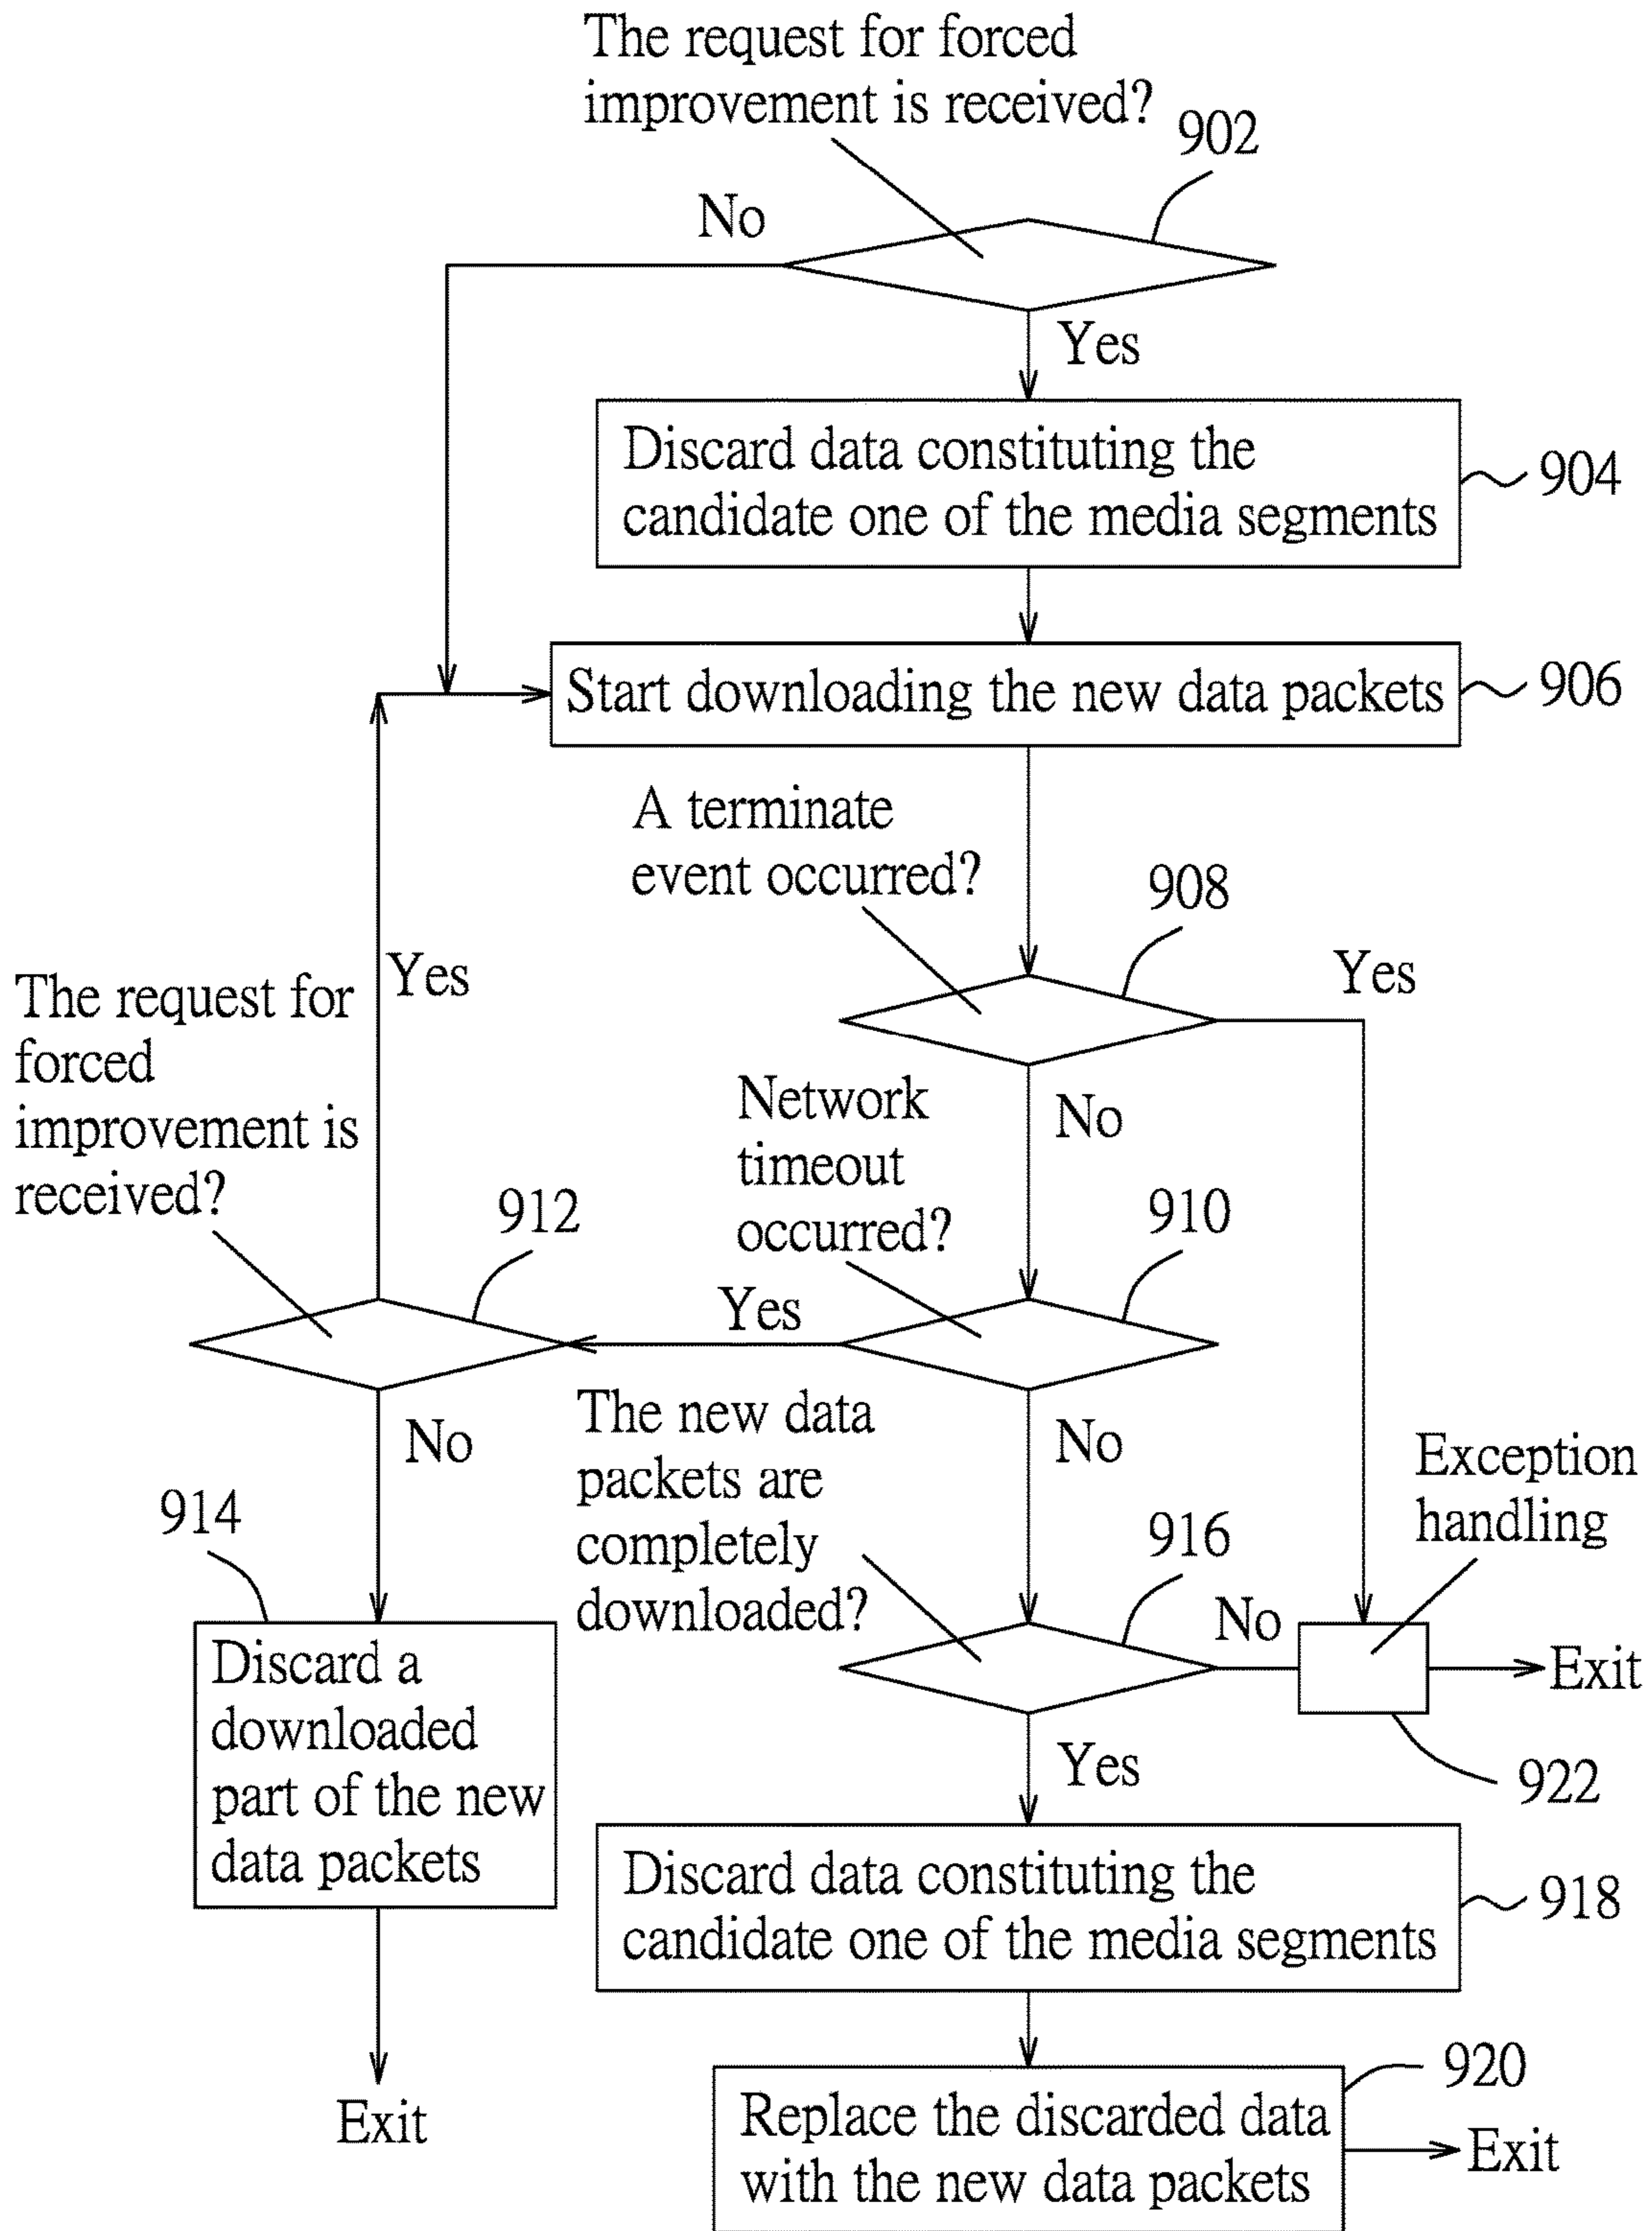 The request for forced
improvement is received?
902
No
Yes
Discard data constituting the
candidate one of the media segments
904
Start downloading the new data packets
906
A terminate
event occurred?
908
Yes
Yes
The request for
forced
improvement is
received?
Network
timeout
occurred?
No
912
910
Yes
The new data
packets are
completely
downloaded?
No
No
Exception
handling
914
916
No
Discard a
downloaded
part of the new
data packets
Exit
Yes
922
Discard data constituting the
candidate one of the media segments
918
920
Exit
Replace the discarded data
with the new data packets
Exit